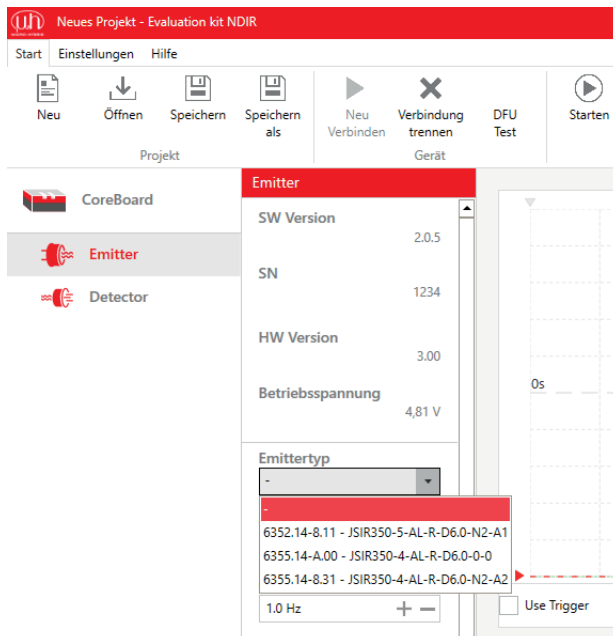 Neues Projekt - Evaluation kit NDIR
Start Einstellungen Hilfe
Neu Öffnen Speichern Speichern als Neu Verbinden Verbindung trennen DFU Test Starten
Projekt Gerät
CoreBoard
Emitter
Detector
Emitter
SW Version
2.0.5
SN
1234
HW Version
3.00
Betriebsspannung
4,81 V
Emittertyp
-
-
6352.14-8.11 - JSIR350-5-AL-R-D6.0-N2-A1
6355.14-A.00 - JSIR350-4-AL-R-D6.0-0-0
6355.14-8.31 - JSIR350-4-AL-R-D6.0-N2-A2
1.0 Hz
0s
Use Trigger